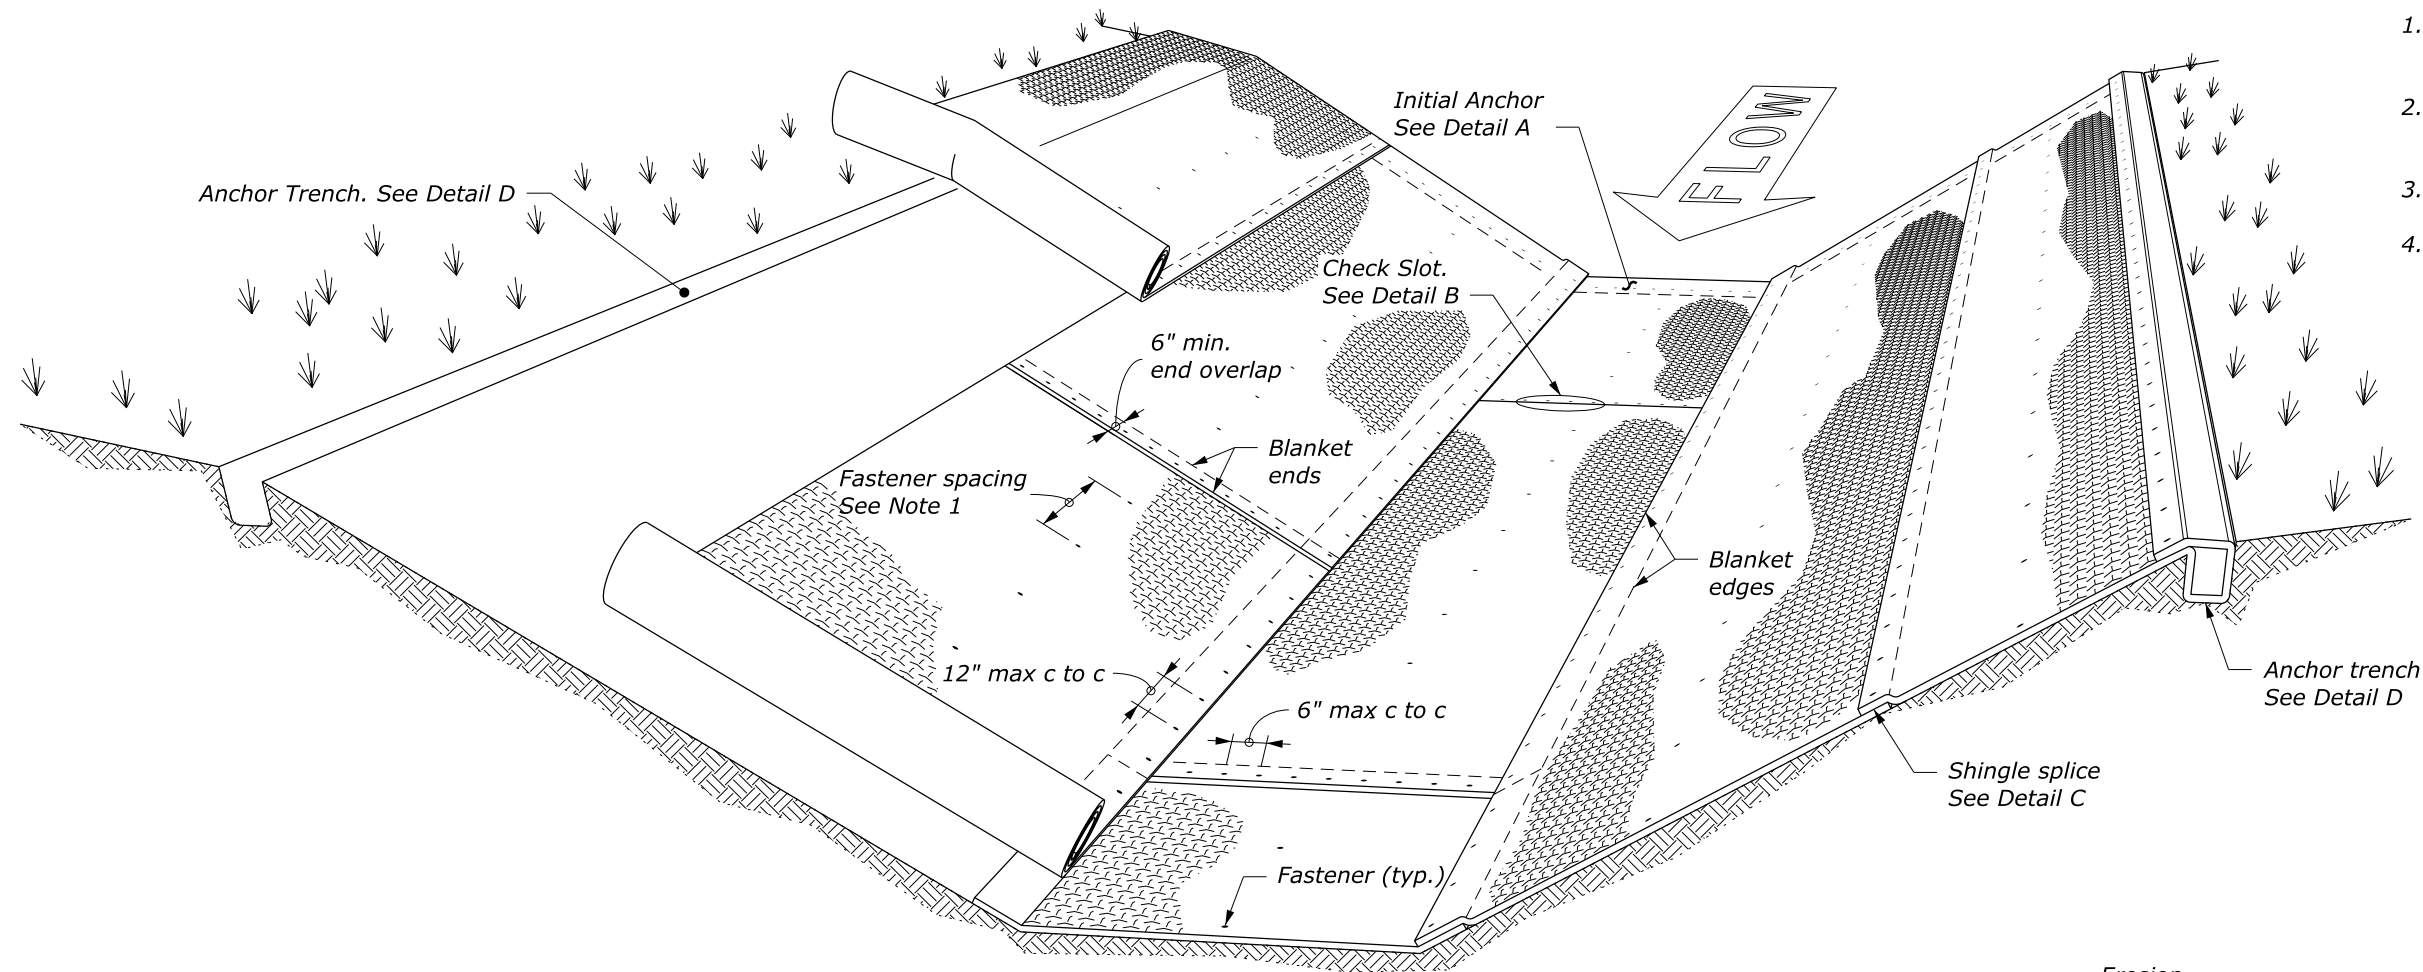 1.
Initial Anchor
See Detail A
FLOW
2.
Anchor Trench. See Detail D
3.
4.
Check Slot.
See Detail B
6" min.
end overlap
Blanket
ends
Fastener spacing
See Note 1
Blanket
edges
12" max c to c
Anchor trench
See Detail D
6" max c to c
Shingle splice
See Detail C
Fastener (typ.)
Erosion